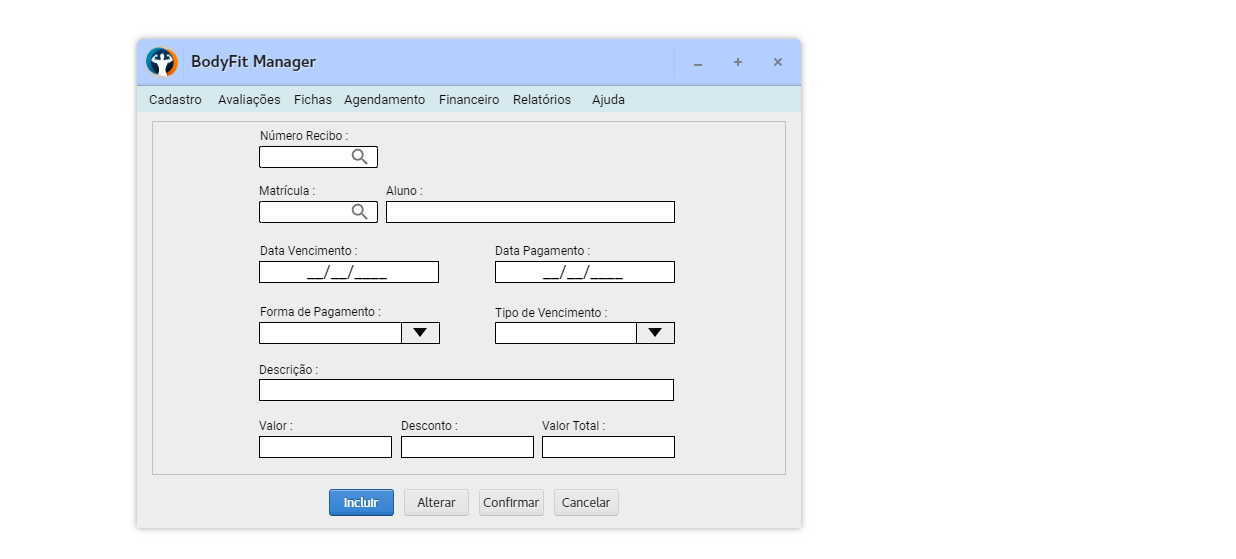 BodyFit Manager
Cadastro Avaliações Fichas Agendamento Financeiro Relatórios Ajuda
Número Recibo :
Matrícula : Aluno :
Data Vencimento : Data Pagamento :
__/__/____ __/__/____
Forma de Pagamento : Tipo de Vencimento :
Descrição :
Valor : Desconto : Valor Total :
Incluir Alterar Confirmar Cancelar